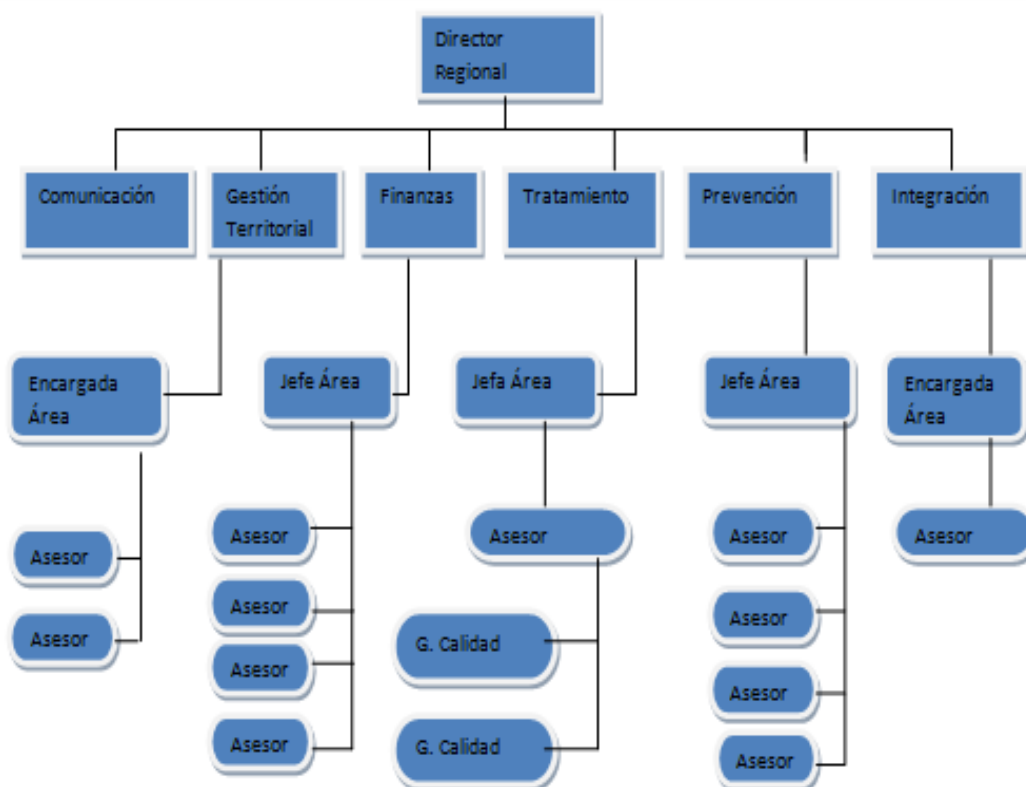 Director
Regional
Comunicación
Gestión
Territorial
Finanzas
Tratamiento
Prevención
Integración
Encargada
Área
Jefe Área
Jefa Área
Jefe Área
Encargada
Área
Asesor
Asesor
Asesor
Asesor
Asesor
Asesor
Asesor
G. Calidad
G. Calidad
Asesor
Asesor
Asesor
Asesor
Asesor